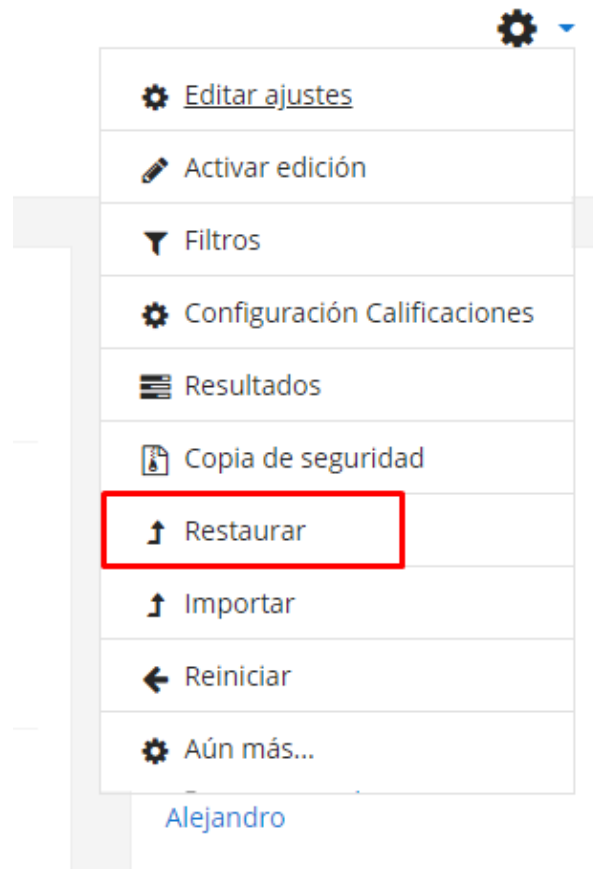 Editar ajustes
Activar edición
Filtros
Configuración Calificaciones
Resultados
Copia de seguridad
Restaurar
Importar
Reiniciar
Aún más...
Alejandro